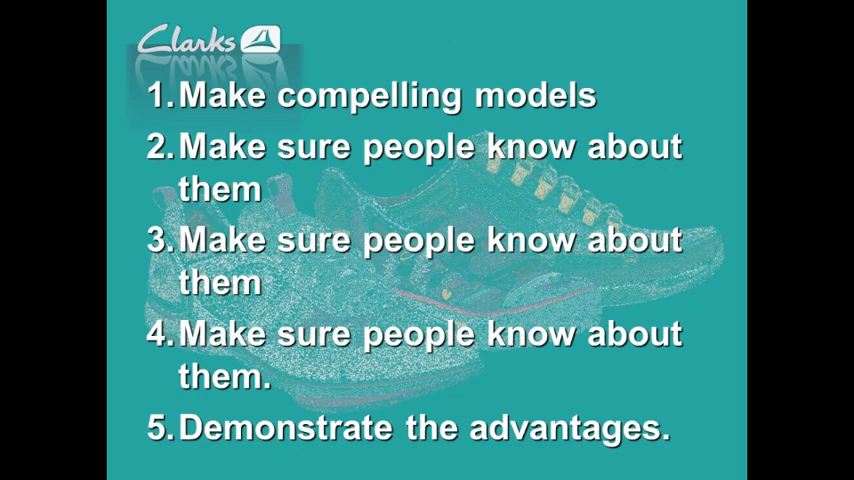 Clarks
1. Make compelling models
2. Make sure people know about
them
3. Make sure people know about
them
4. Make sure people know about
them.
5. Demonstrate the advantages.